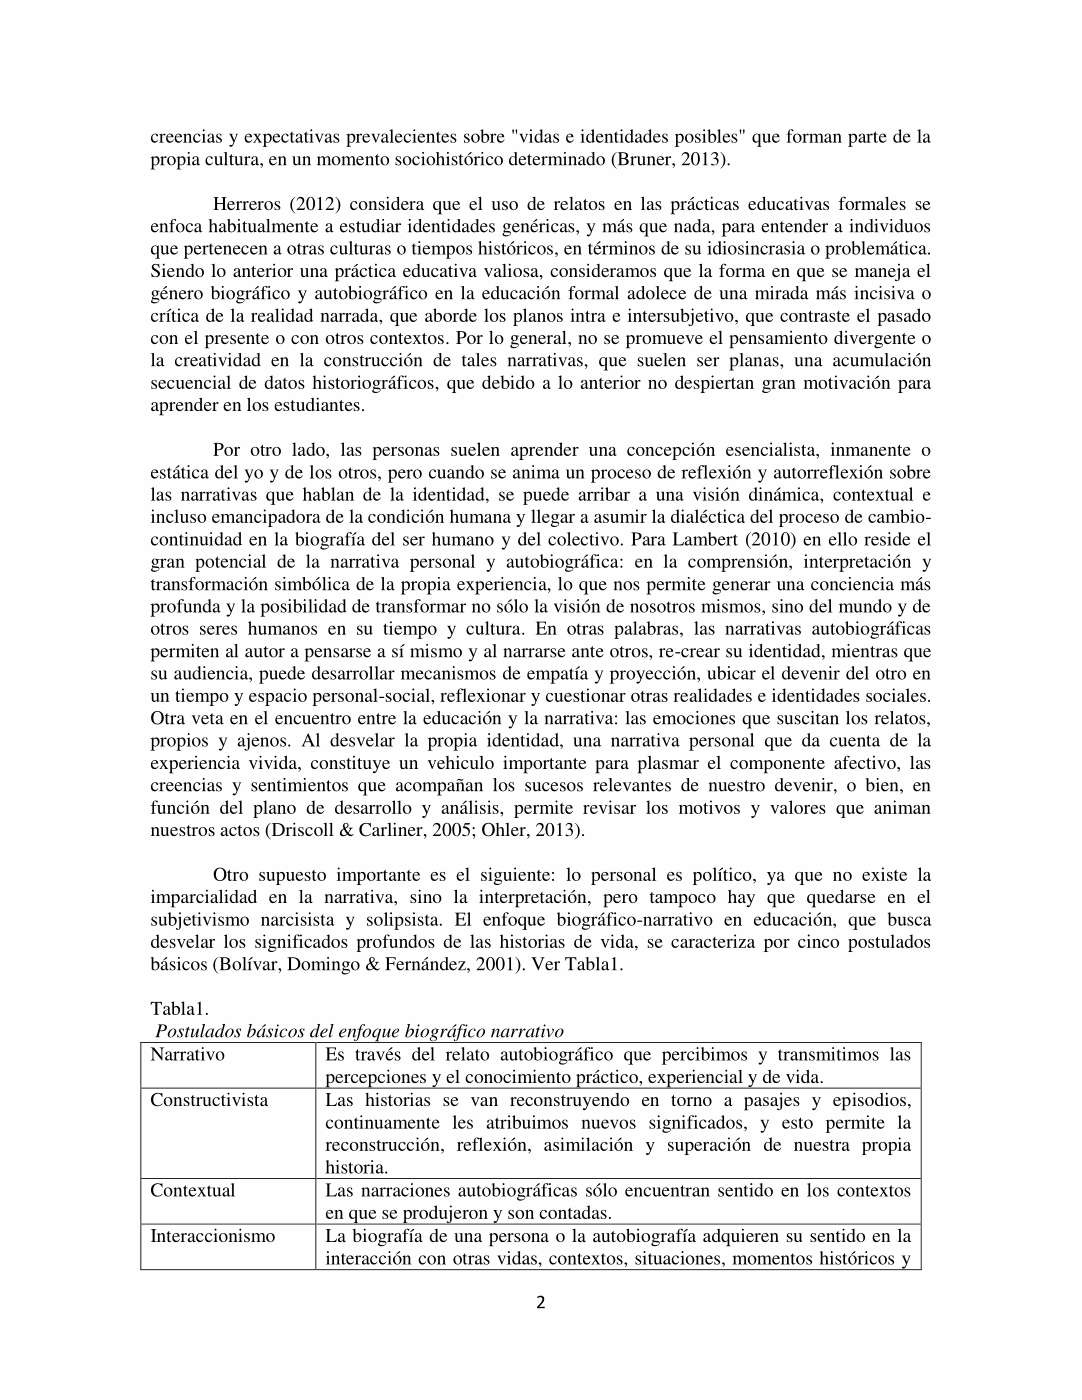 creencias y expectativas prevalecientes sobre "vidas e identidades posibles" que forman parte de la
propia cultura, en un momento sociohistórico determinado (Bruner, 2013).
Herreros (2012) considera que el uso de relatos en las prácticas educativas formales se
enfoca habitualmente a estudiar identidades genéricas, y más que nada, para entender a individuos
que pertenecen a otras culturas o tiempos históricos, en términos de su idiosincrasia o problemática.
Siendo lo anterior una práctica educativa valiosa, consideramos que la forma en que se maneja el
género biográfico y autobiográfico en la educación formal adolece de una mirada más incisiva o
crítica de la realidad narrada, que aborde los planos intra e intersubjetivo, que contraste el pasado
con el presente o con otros contextos. Por lo general, no se promueve el pensamiento divergente o
la creatividad en la construcción de tales narrativas, que suelen ser planas, una acumulación
secuencial de datos historiográficos, que debido a lo anterior no despiertan gran motivación para
aprender en los estudiantes.
Por otro lado, las personas suelen aprender una concepción esencialista, inmanente o
estática del yo y de los otros, pero cuando se anima un proceso de reflexión y autorreflexión sobre
las narrativas que hablan de la identidad, se puede arribar a una visión dinámica, contextual e
incluso emancipadora de la condición humana y llegar a asumir la dialéctica del proceso de cambio-
continuidad en la biografía del ser humano y del colectivo. Para Lambert (2010) en ello reside el
gran potencial de la narrativa personal y autobiográfica: en la comprensión, interpretación y
transformación simbólica de la propia experiencia, lo que nos permite generar una conciencia más
profunda y la posibilidad de transformar no sólo la visión de nosotros mismos, sino del mundo y de
otros seres humanos en su tiempo y cultura. En otras palabras, las narrativas autobiográficas
permiten al autor a pensarse a sí mismo y al narrarse ante otros, re-crear su identidad, mientras que
su audiencia, puede desarrollar mecanismos de empatía y proyección, ubicar el devenir del otro en
un tiempo y espacio personal-social, reflexionar y cuestionar otras realidades e identidades sociales.
Otra veta en el encuentro entre la educación y la narrativa: las emociones que suscitan los relatos,
propios y ajenos. Al desvelar la propia identidad, una narrativa personal que da cuenta de la
experiencia vivida, constituye un vehiculo importante para plasmar el componente afectivo, las
creencias y sentimientos que acompañan los sucesos relevantes de nuestro devenir, o bien, en
función del plano de desarrollo y análisis, permite revisar los motivos y valores que animan
nuestros actos (Driscoll & Carliner, 2005; Ohler, 2013).
Otro supuesto importante es el siguiente: lo personal es político, ya que no existe la
imparcialidad en la narrativa, sino la interpretación, pero tampoco hay que quedarse en el
subjetivismo narcisista y solipsista. El enfoque biográfico-narrativo en educación, que busca
desvelar los significados profundos de las historias de vida, se caracteriza por cinco postulados
básicos (Bolívar, Domingo & Fernández, 2001). Ver Tabla1.
Tabla1.
Postulados básicos del enfoque biográfico narrativo
Narrativo Es través del relato autobiográfico que percibimos y transmitimos las
percepciones y el conocimiento práctico, experiencial y de vida.
Constructivista Las historias se van reconstruyendo en torno a pasajes y episodios,
continuamente les atribuimos nuevos significados, y esto permite la
reconstrucción, reflexión, asimilación y superación de nuestra propia
historia.
Contextual Las narraciones autobiográficas sólo encuentran sentido en los contextos
en que se produjeron y son contadas.
Interaccionismo La biografía de una persona o la autobiografía adquieren su sentido en la
interacción con otras vidas, contextos, situaciones, momentos históricos y
2